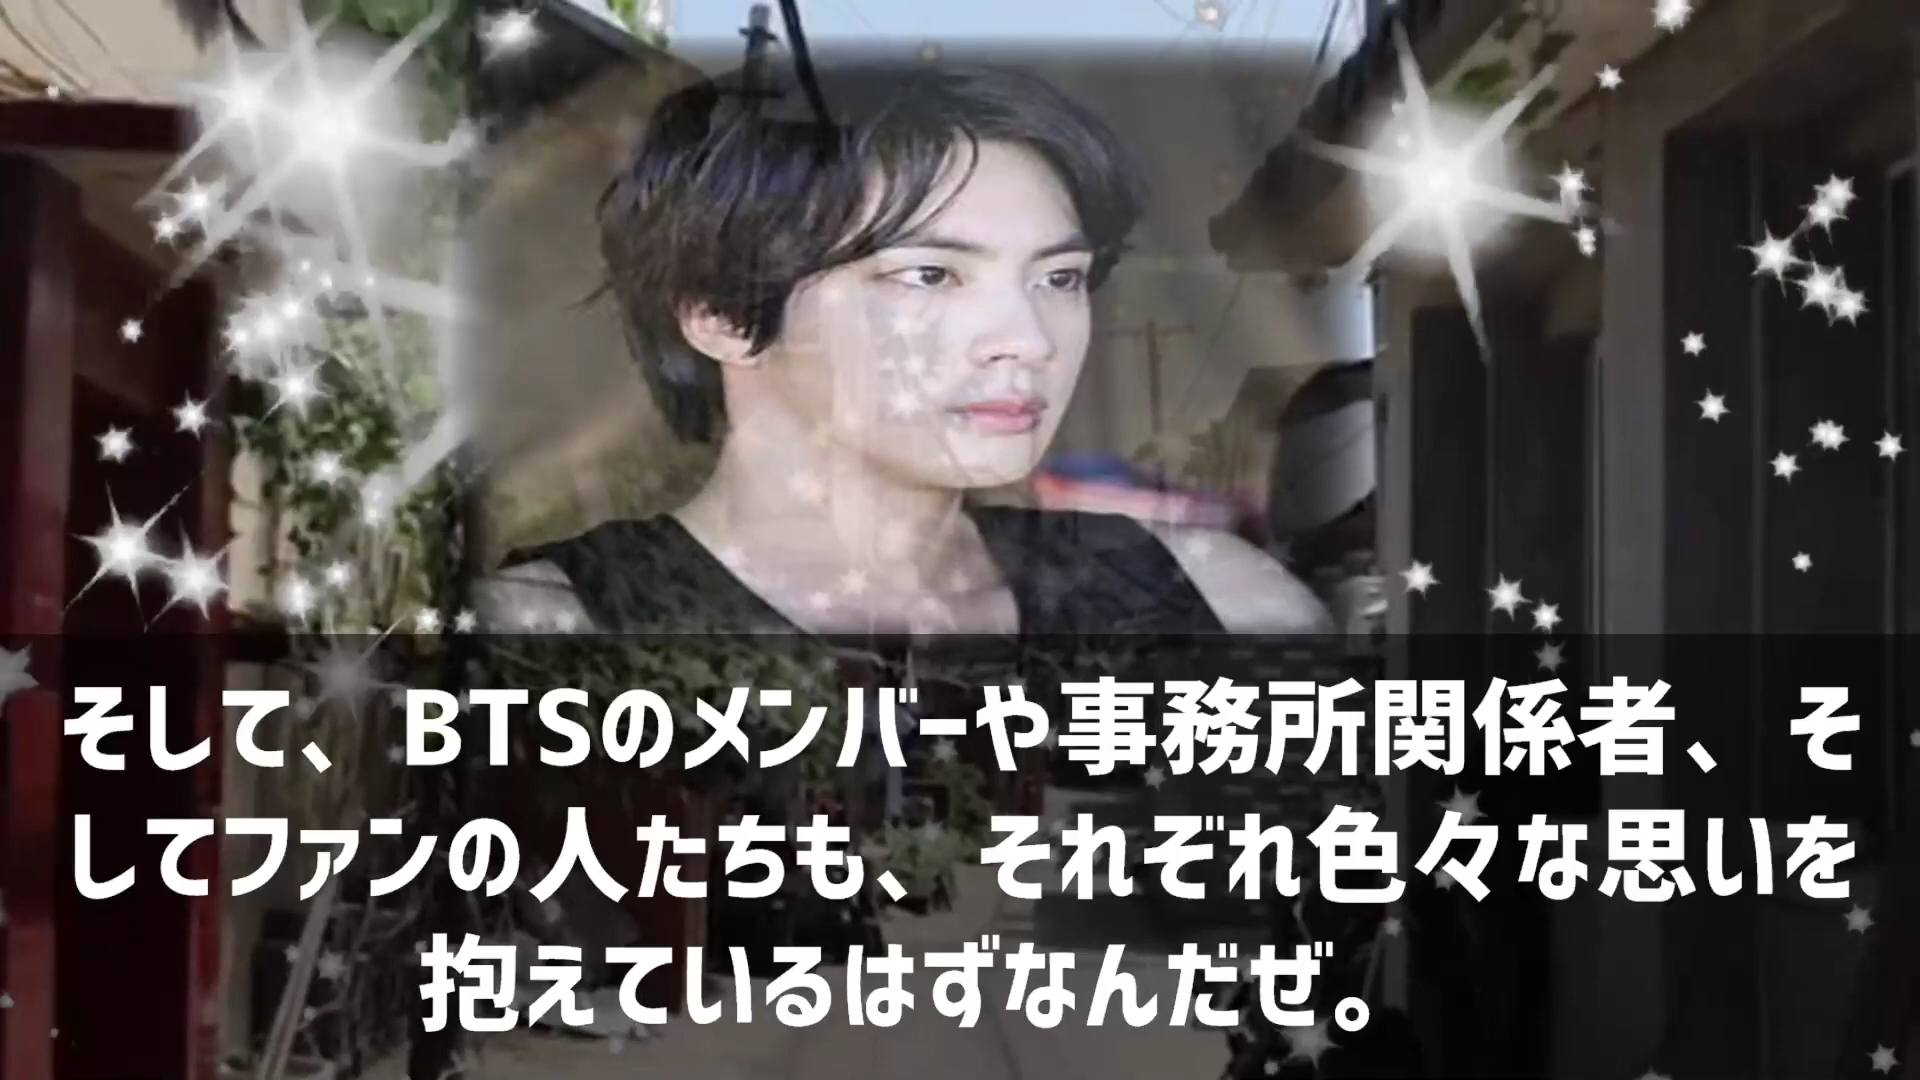 そして、BTSのメンバーや事務所関係者、そ
してファンの人たちも、それぞれ色々な思いを
抱えているはずなんだぜ。